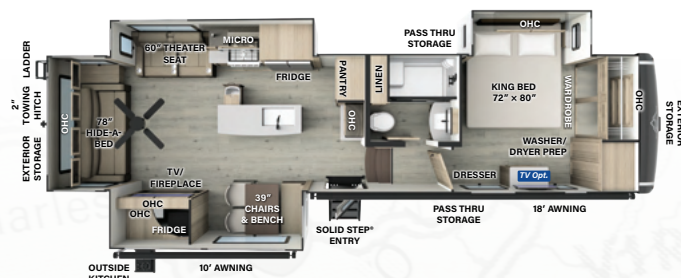 OHC
PASS THRU
STORAGE
60" THEATER
SEAT
MICRO
FRIDGE
PANTRY
LINEN
KING BED
72" × 80"
WARDROBE
OHC
EXTERIOR
STORAGE
LADDER
2"
TOWING
HITCH
EXTERIOR
STORAGE
OHC
78"
HIDE-A-
BED
OHC
WASHER/
DRYER PREP
TV/
FIREPLACE
DRESSER
TV Opt.
OHC
OHC
FRIDGE
39"
CHAIRS
& BENCH
SOLID STEP®
ENTRY
PASS THRU
STORAGE
18' AWNING
OUTSIDE
KITCHEN
10' AWNING